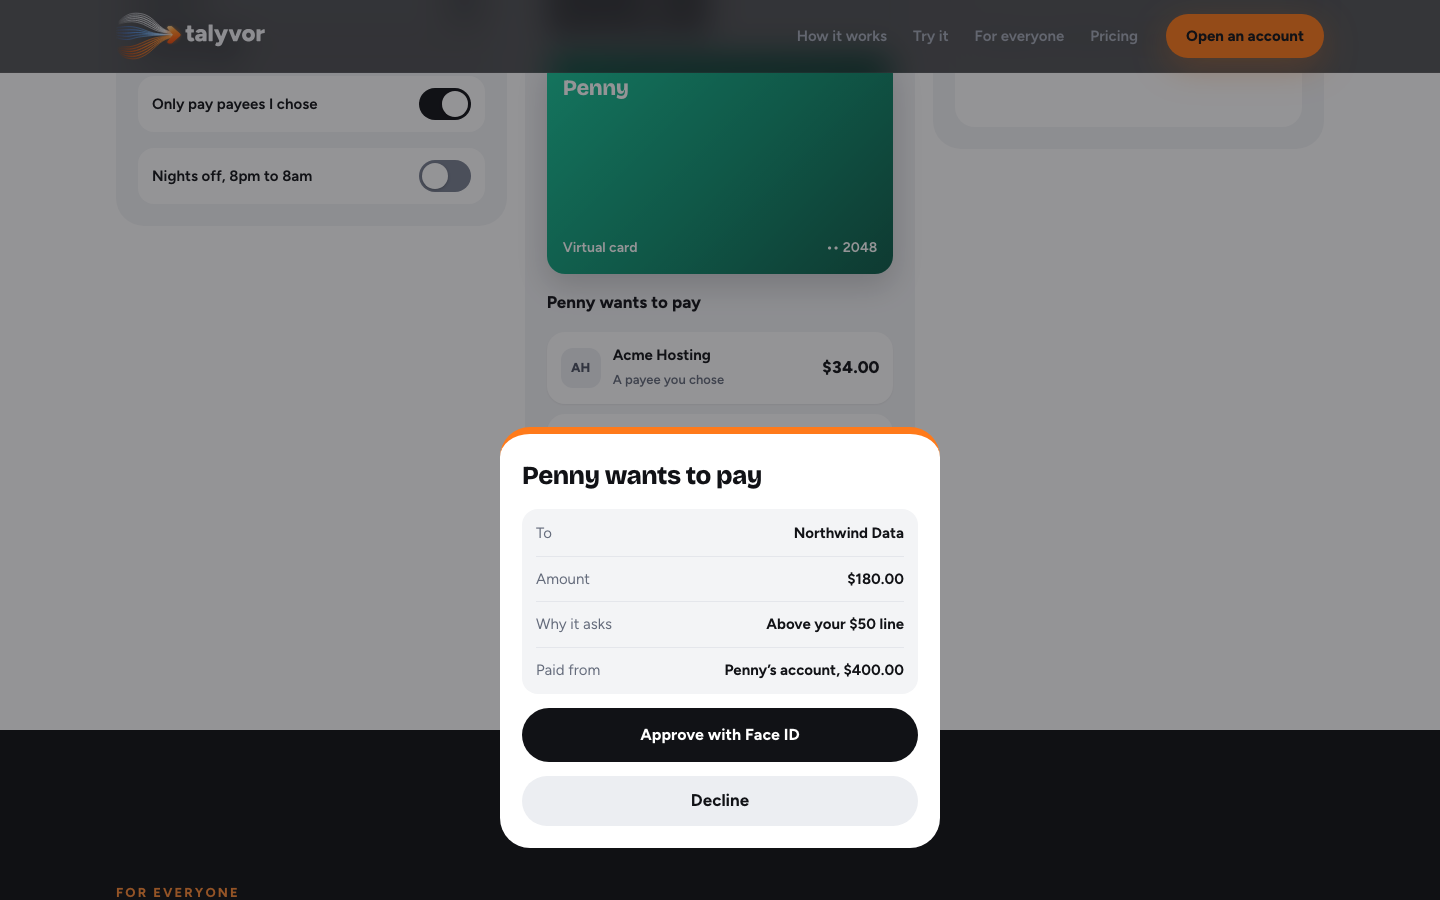 talyvor
How it works
Try it
For everyone
Pricing
Open an account
Only pay payees I chose
Nights off, 8pm to 8am
Penny
Virtual card
•• 2048
Penny wants to pay
AH
Acme Hosting
A payee you chose
$34.00
Penny wants to pay
To
Northwind Data
Amount
$180.00
Why it asks
Above your $50 line
Paid from
Penny’s account, $400.00
Approve with Face ID
Decline
FOR EVERYONE